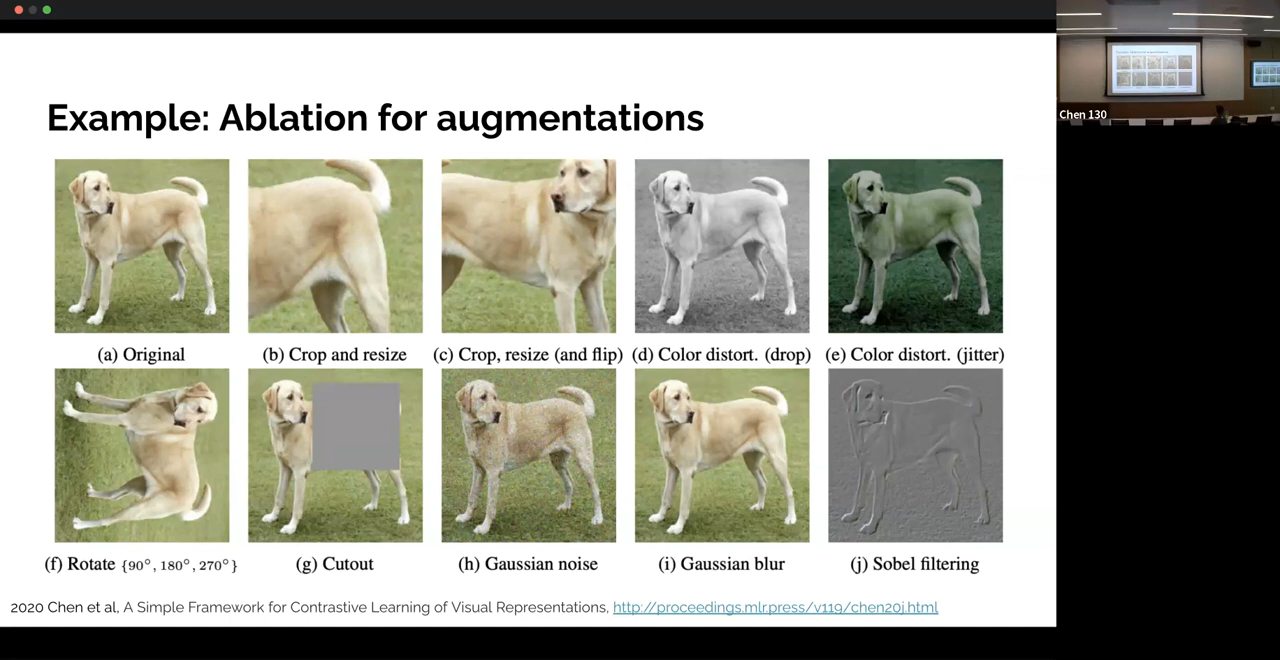 Example: Ablation for augmentations
Chen 130
(a) Original
(b) Crop and resize
(c) Crop, resize (and flip)
(d) Color distort. (drop)
(e) Color distort. (jitter)
(f) Rotate {90°, 180°, 270°}
(g) Cutout
(h) Gaussian noise
(i) Gaussian blur
(j) Sobel filtering
2020 Chen et al, A Simple Framework for Contrastive Learning of Visual Representations, http://proceedings.mlr.press/v119/chen20j.html